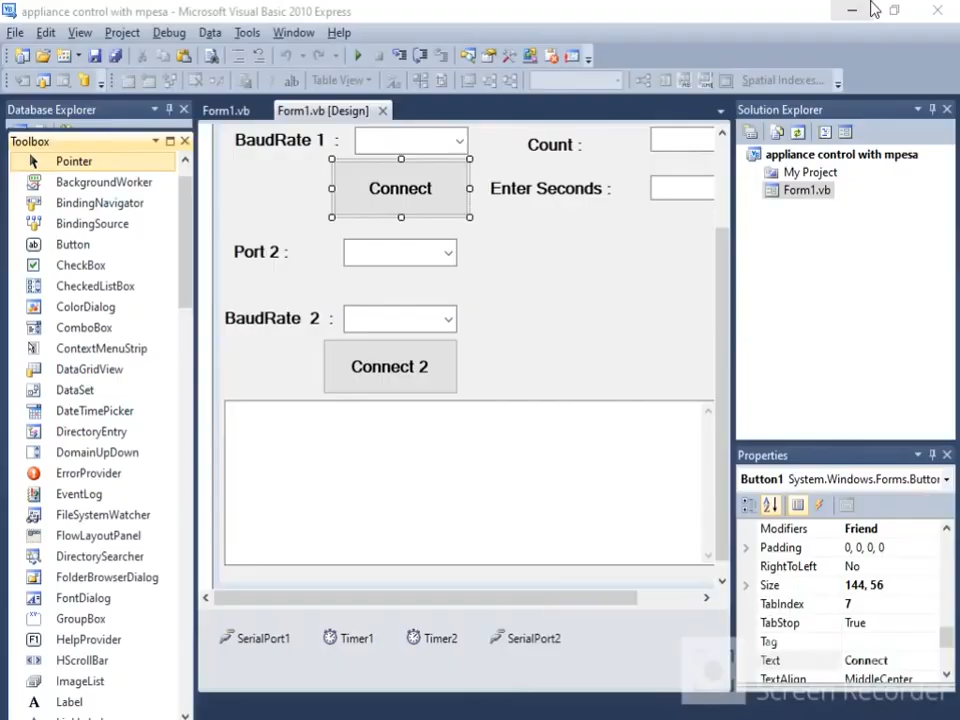 appliance control with mpesa - Microsoft Visual Basic 2010 Express
File Edit View Project Debug Data Tools Window Help
Table View Spatial Indexes...
Database Explorer
Form1.vb Form1.vb [Design]
Solution Exploror
Toolbox
Pointer
BackgroundWorker
BindingNavigator
BindingSource
Button
CheckBox
CheckedListBox
ColorDialog
ComboBox
ContextMenuStrip
DataGridView
DataSet
DateTimePicker
DirectoryEntry
DomainUpDown
ErrorProvider
EventLog
FileSystemWatcher
FlowLayoutPanel
DirectorySearcher
FolderBrowserDialog
FontDialog
GroupBox
HelpProvider
HScrollBar
ImageList
Label
BaudRate 1 :
Count :
Connect
Enter Seconds :
Port 2 :
BaudRate 2 :
Connect 2
SerialPort1 Timer1 Timer2 SerialPort2
appliance control with mpesa
My Project
Form1.vb
Properties
Button1 System.Windows.Forms.Buttor
Modifiers Friend
Padding 0, 0, 0, 0
RightToLeft No
Size 144, 56
TabIndex 7
TabStop True
Tag
Text Connect
TextAlign MiddleCenter
Screen Recorder